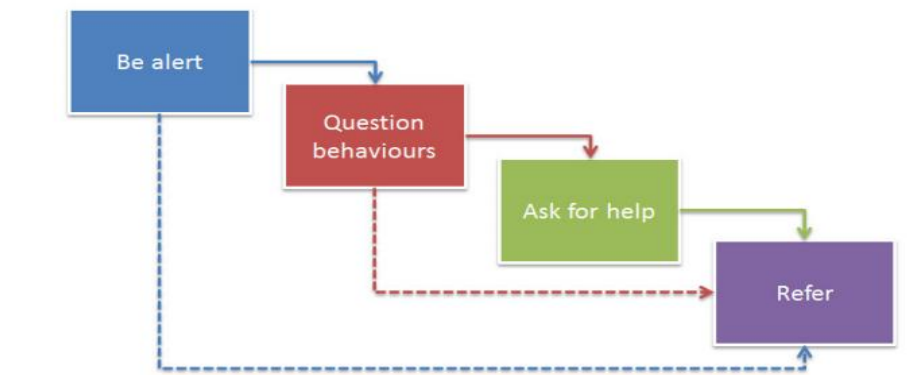 Be alert
Question
behaviours
Ask for help
Refer